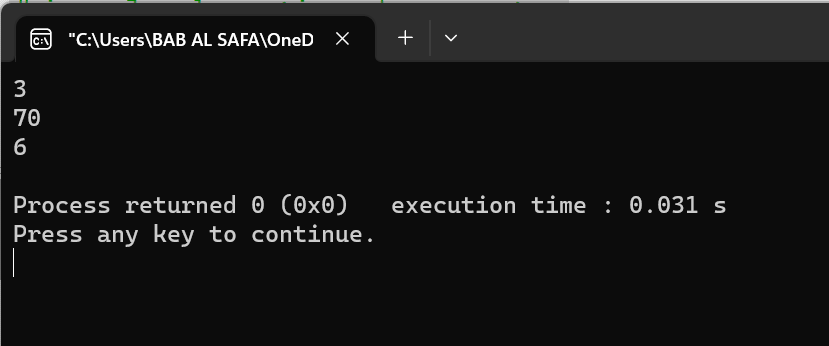 "C:\Users\BAB AL SAFA\OneD
3
70
6
Process returned 0 (0x0)   execution time : 0.031 s
Press any key to continue.